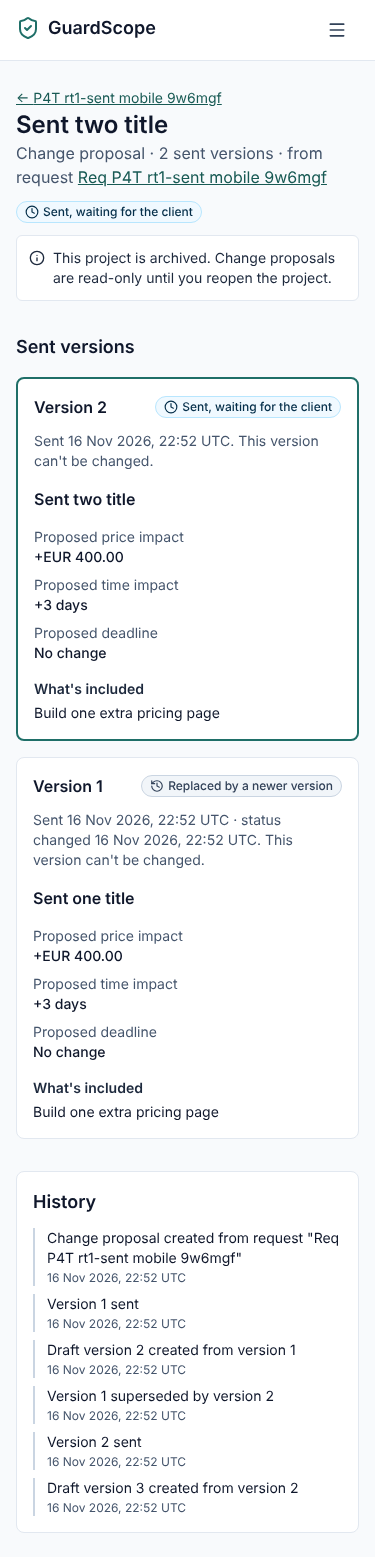 GuardScope
← P4T rt1-sent mobile 9w6mgf
Sent two title
Change proposal · 2 sent versions · from
request Req P4T rt1-sent mobile 9w6mgf
Sent, waiting for the client
This project is archived. Change proposals
are read-only until you reopen the project.
Sent versions
Version 2
Sent, waiting for the client
Sent 16 Nov 2026, 22:52 UTC. This version
can't be changed.
Sent two title
Proposed price impact
+EUR 400.00
Proposed time impact
+3 days
Proposed deadline
No change
What's included
Build one extra pricing page
Version 1
Replaced by a newer version
Sent 16 Nov 2026, 22:52 UTC · status
changed 16 Nov 2026, 22:52 UTC. This
version can't be changed.
Sent one title
Proposed price impact
+EUR 400.00
Proposed time impact
+3 days
Proposed deadline
No change
What's included
Build one extra pricing page
History
Change proposal created from request "Req
P4T rt1-sent mobile 9w6mgf"
16 Nov 2026, 22:52 UTC
Version 1 sent
16 Nov 2026, 22:52 UTC
Draft version 2 created from version 1
16 Nov 2026, 22:52 UTC
Version 1 superseded by version 2
16 Nov 2026, 22:52 UTC
Version 2 sent
16 Nov 2026, 22:52 UTC
Draft version 3 created from version 2
16 Nov 2026, 22:52 UTC